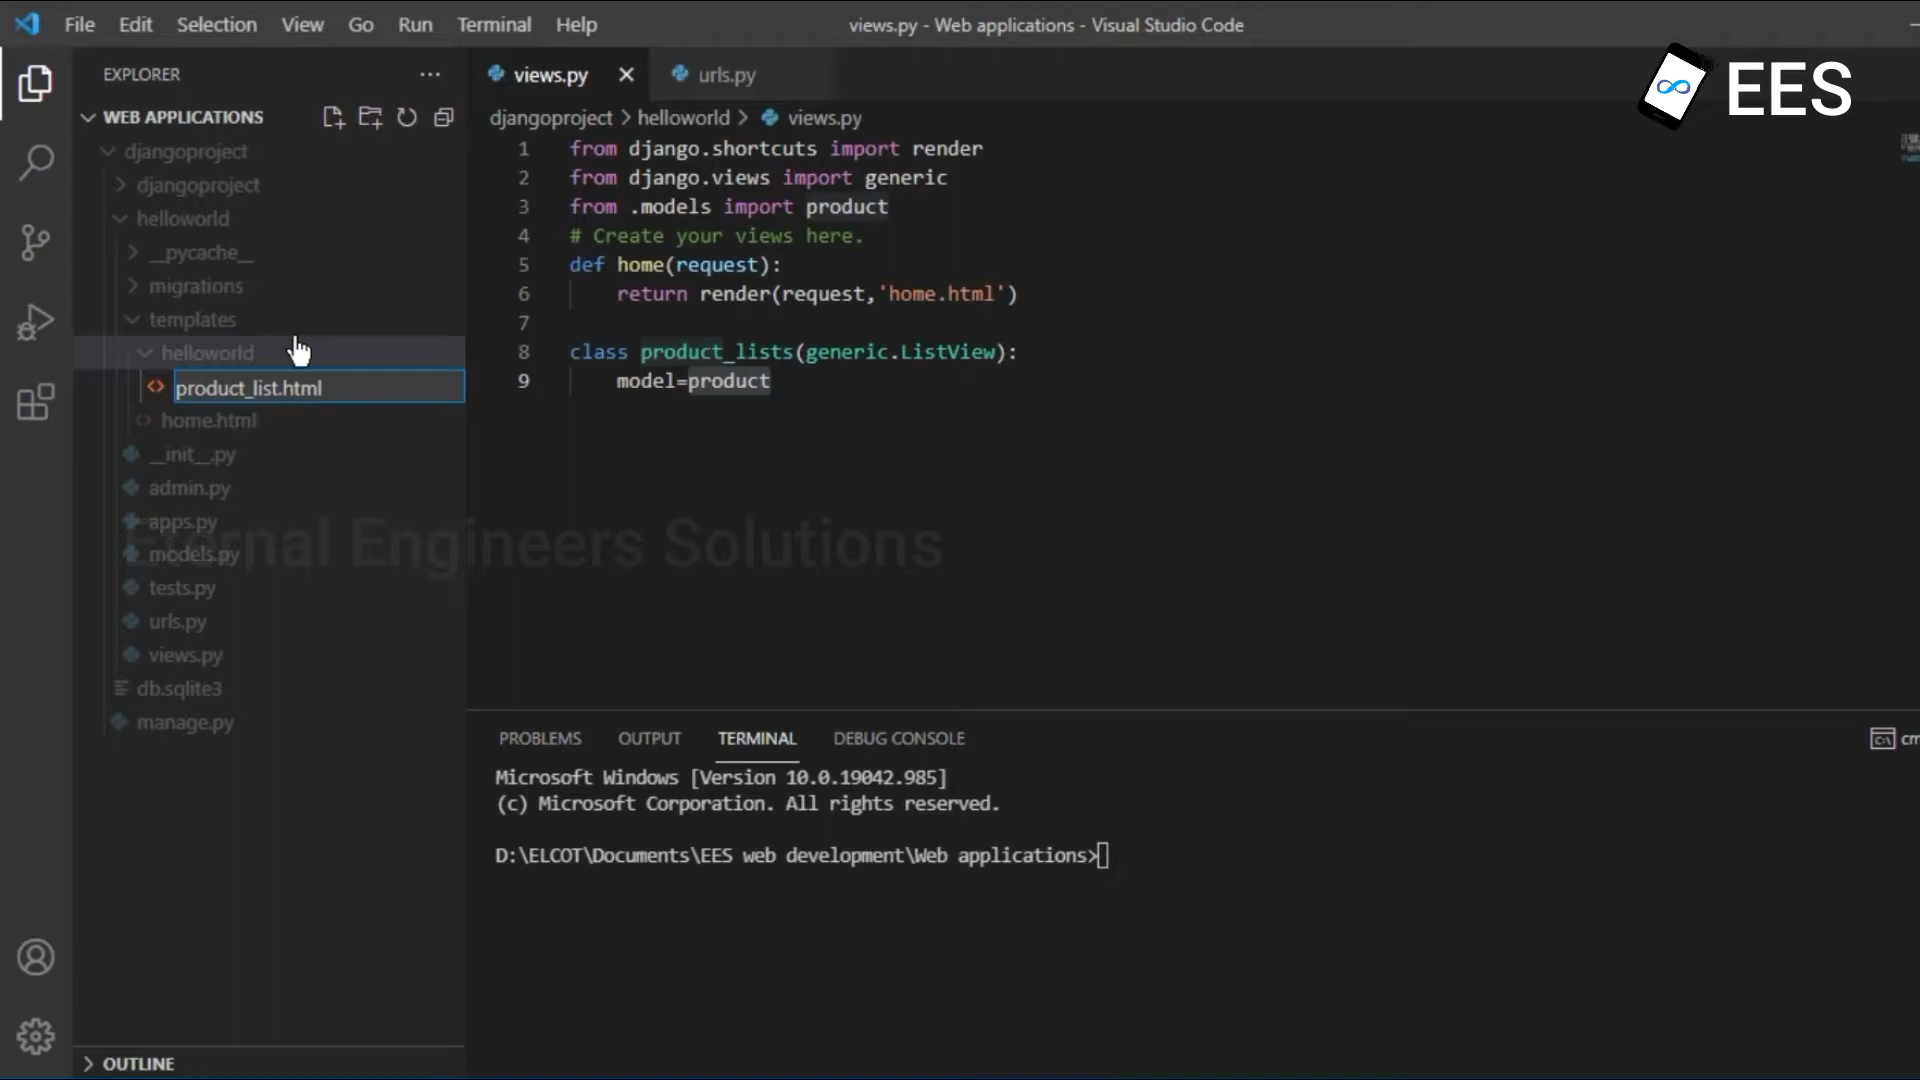 File Edit Selection View Go Run Terminal Help
views.py - Web applications - Visual Studio Code
EES
EXPLORER
WEB APPLICATIONS
djangoproject
djangoproject
helloworld
__pycache__
migrations
templates
helloworld
product_list.html
home.html
__init__.py
admin.py
apps.py
models.py
tests.py
urls.py
views.py
db.sqlite3
manage.py
OUTLINE
views.py urls.py
djangoproject helloworld views.py
1 from django.shortcuts import render
2 from django.views import generic
3 from .models import product
4 # Create your views here.
5 def home(request):
6 return render(request,'home.html')
7
8 class product_lists(generic.ListView):
9 model=product
Eternal Engineers Solutions
PROBLEMS OUTPUT TERMINAL DEBUG CONSOLE
Microsoft Windows [Version 10.0.19042.985]
(c) Microsoft Corporation. All rights reserved.
D:\ELCOT\Documents\EES web development\Web applications>